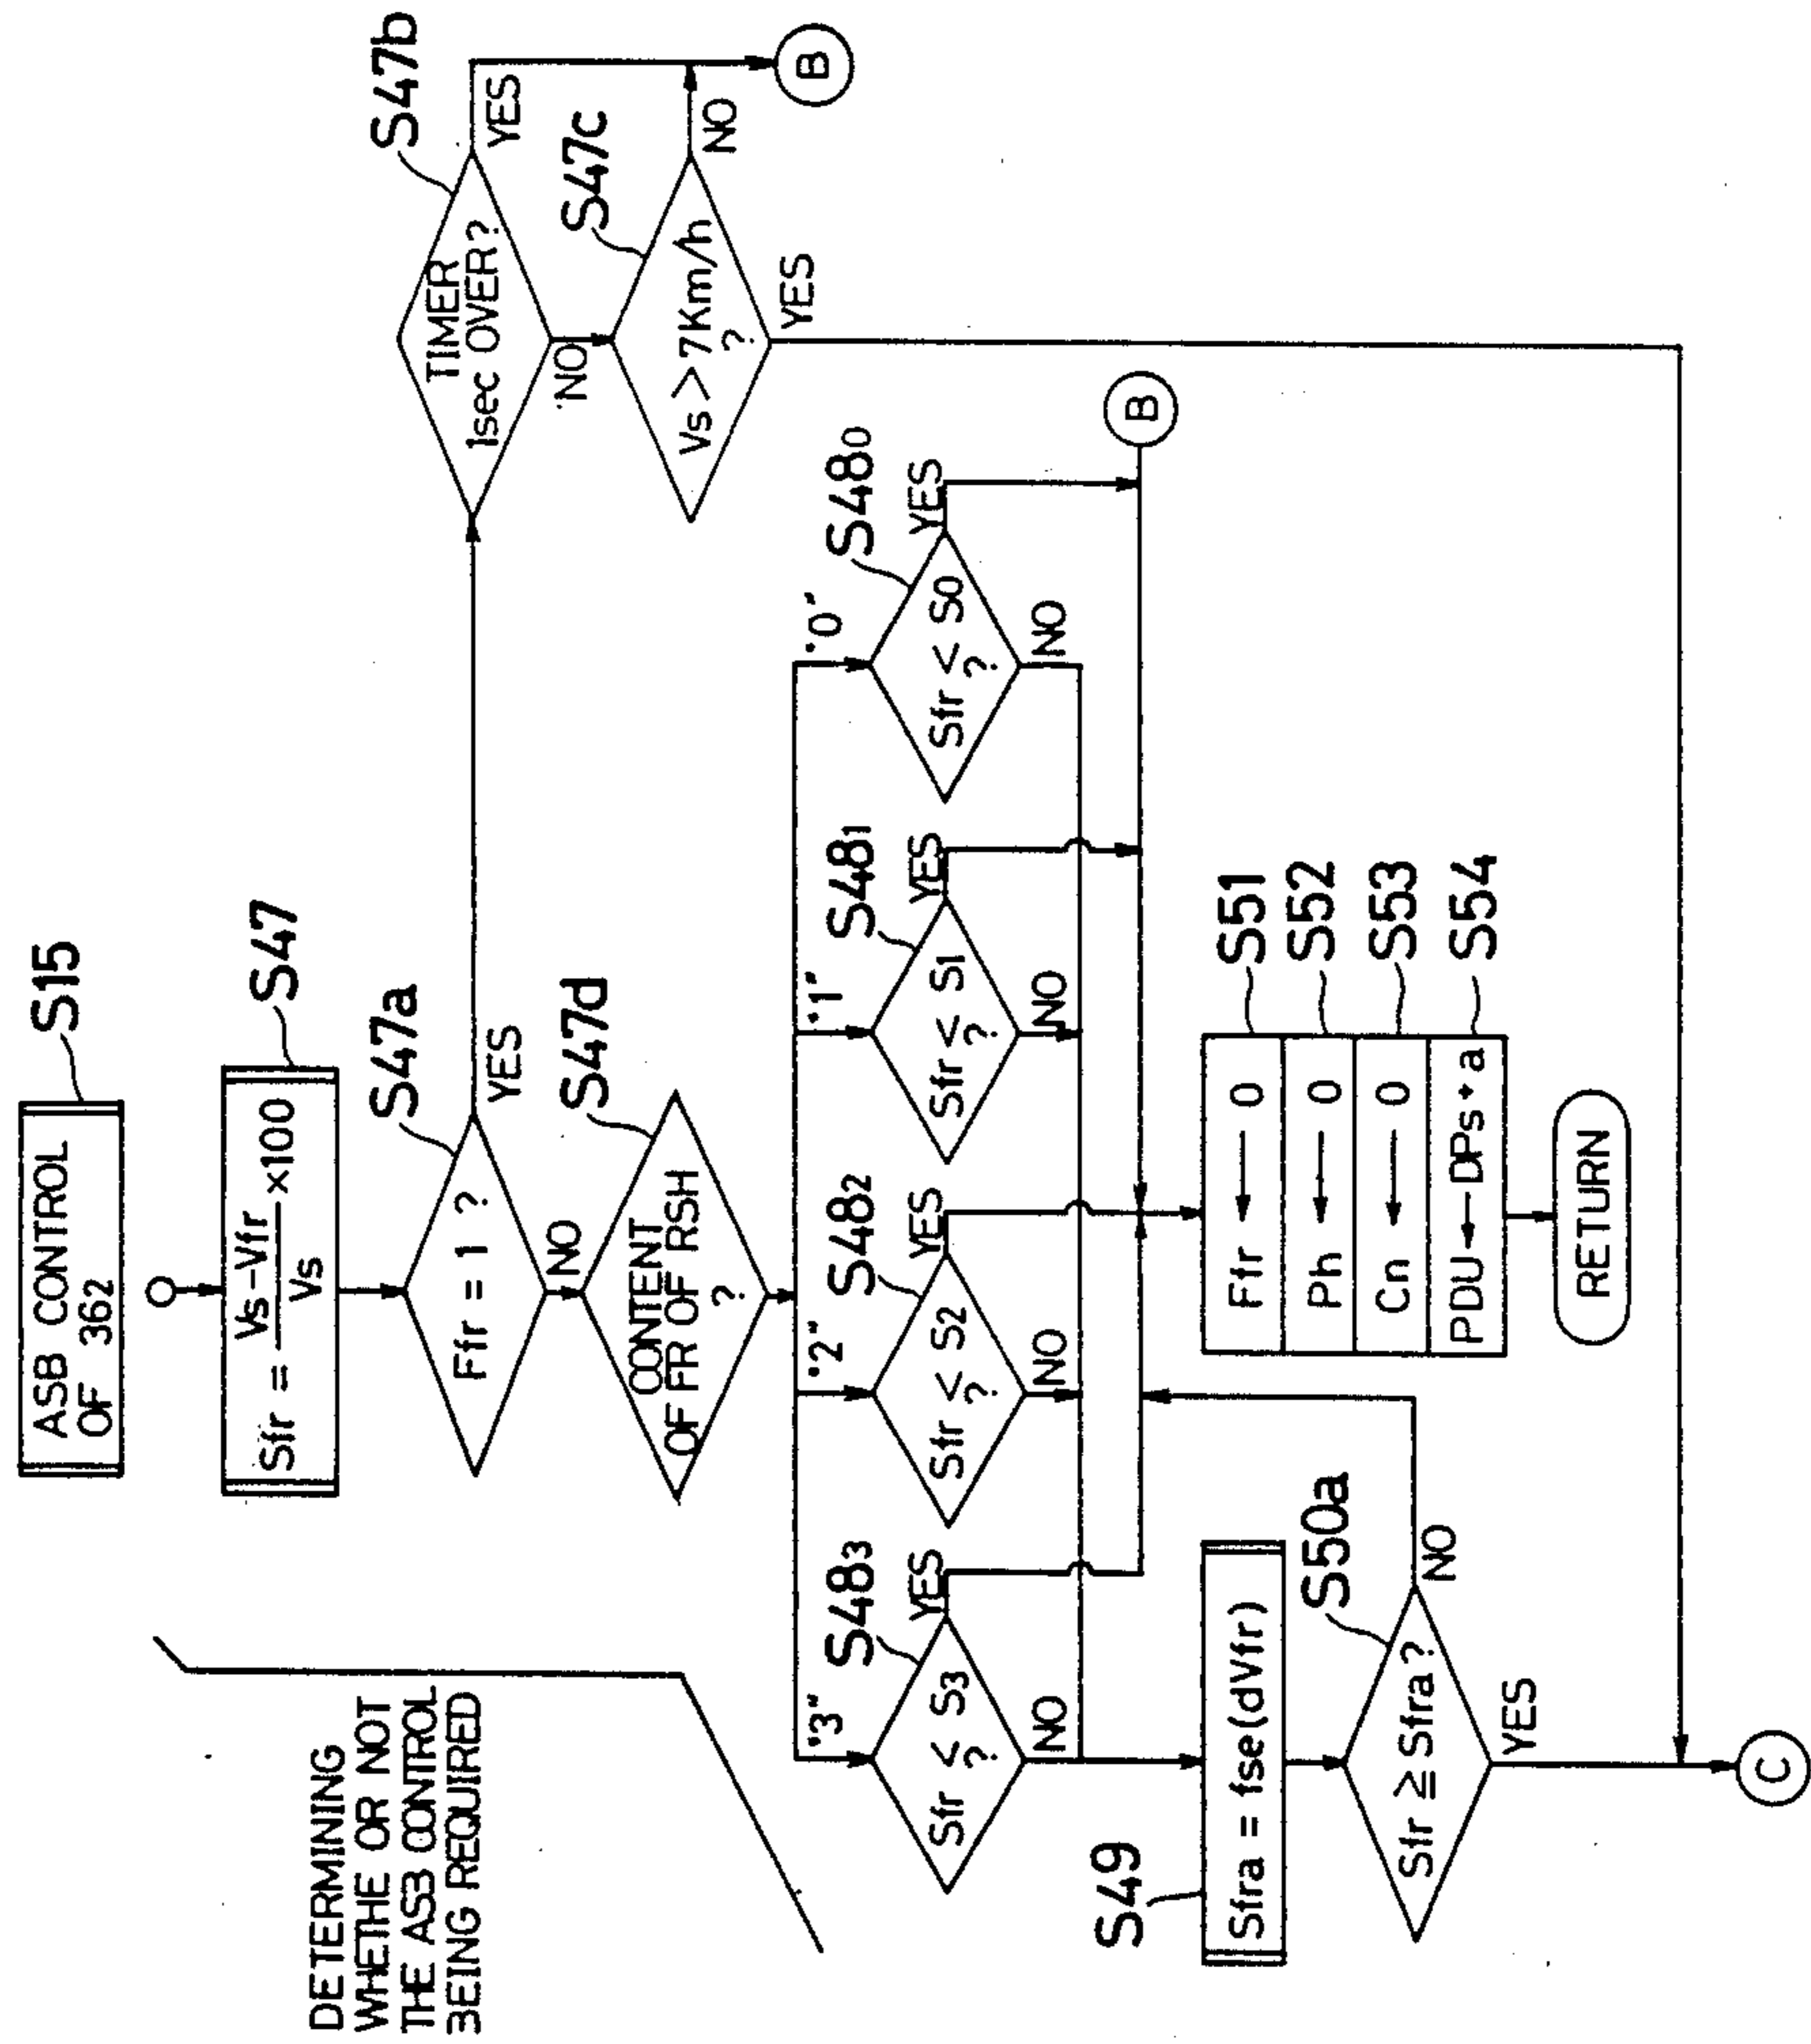 ASB CONTROL
OF 362
S15
Sfr = Vs-Vfr / Vs ×100
S47
DETERMINING
WHETHE OR NOT
THE ASB CONTROL
BEING REQUIRED
Ffr = 1 ?
S47a
YES
NO
TIMER
1sec OVER?
S47b
YES
NO
Vs > 7Km/h
?
S47c
NO
YES
B
CONTENT
OF FR OF RSH
?
S47d
"3"
"2"
"1"
"0"
Sfr < S3
?
S483
YES
NO
Sfr < S2
?
S482
YES
NO
Sfr < S1
?
S481
YES
NO
Sfr < S0
?
S480
YES
NO
B
S49
Sfra = fse(dVfr)
Sfr ≧ Sfra?
S50a
NO
YES
Ffr ← 0
S51
Ph ← 0
S52
Cn ← 0
S53
PDU ← DPs + a
S54
RETURN
C